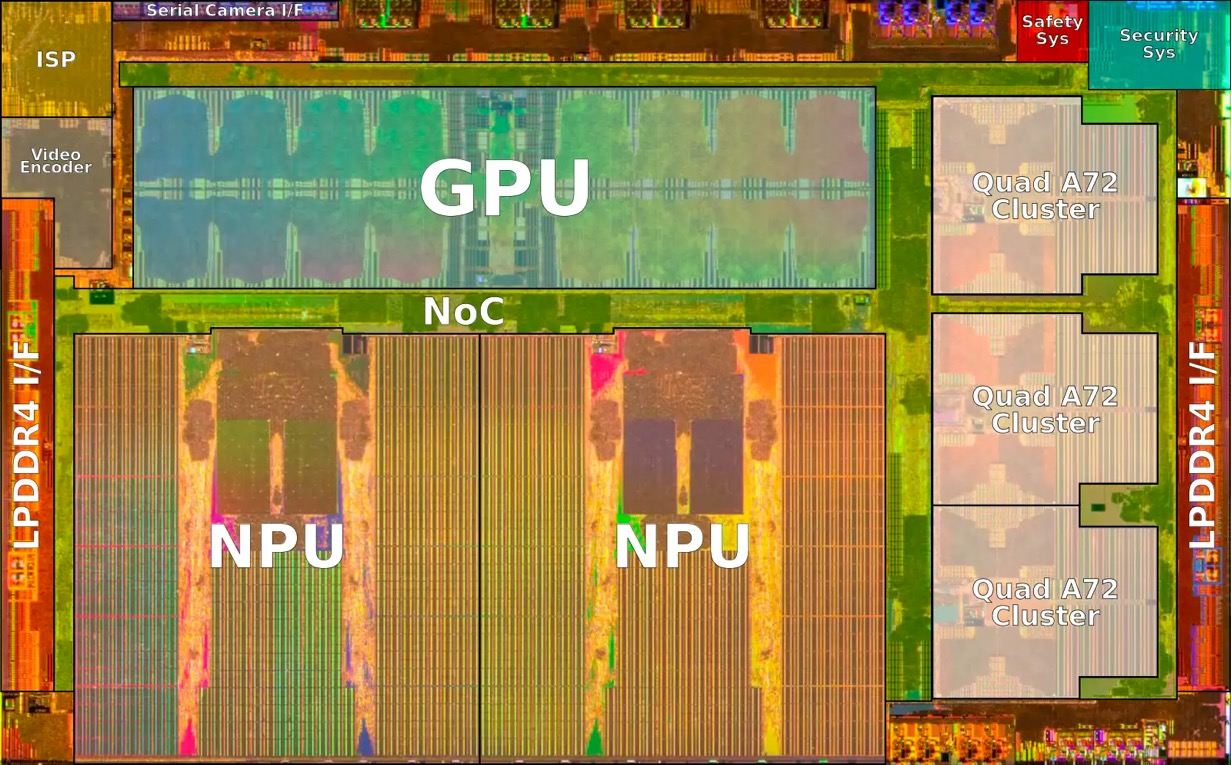 Serial Camera I/F
ISP
Safety
Sys
Security
Sys
Video
Encoder
GPU
Quad A72
Cluster
NoC
LPDDR4 I/F
NPU
NPU
Quad A72
Cluster
LPDDR4 I/F
Quad A72
Cluster